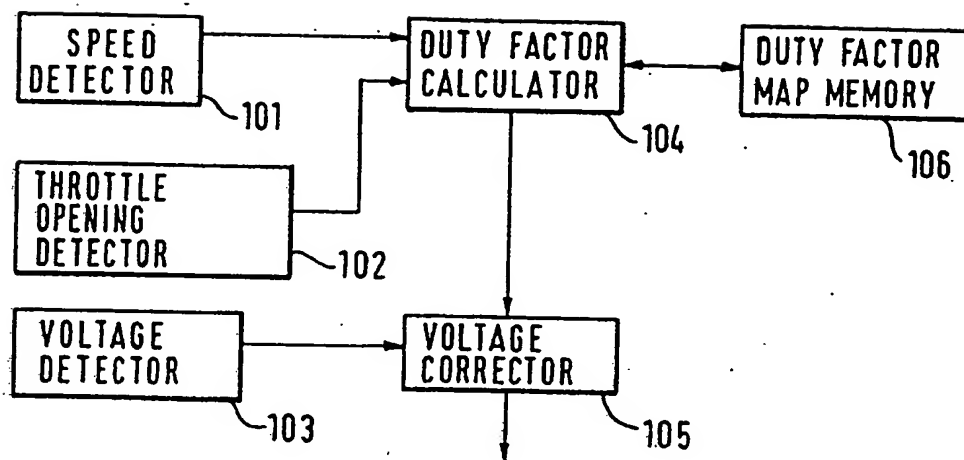 SPEED
DETECTOR
101
DUTY FACTOR
CALCULATOR
104
DUTY FACTOR
MAP MEMORY
106
THROTTLE
OPENING
DETECTOR
102
VOLTAGE
DETECTOR
103
VOLTAGE
CORRECTOR
105